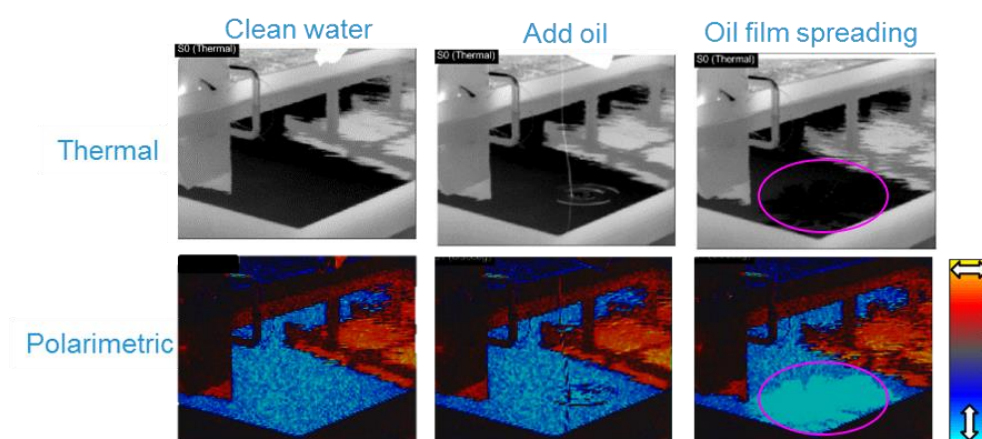 Clean water
Add oil
Oil film spreading
S0 (Thermal)
S0 (Thermal)
S0 (Thermal)
Thermal
Polarimetric